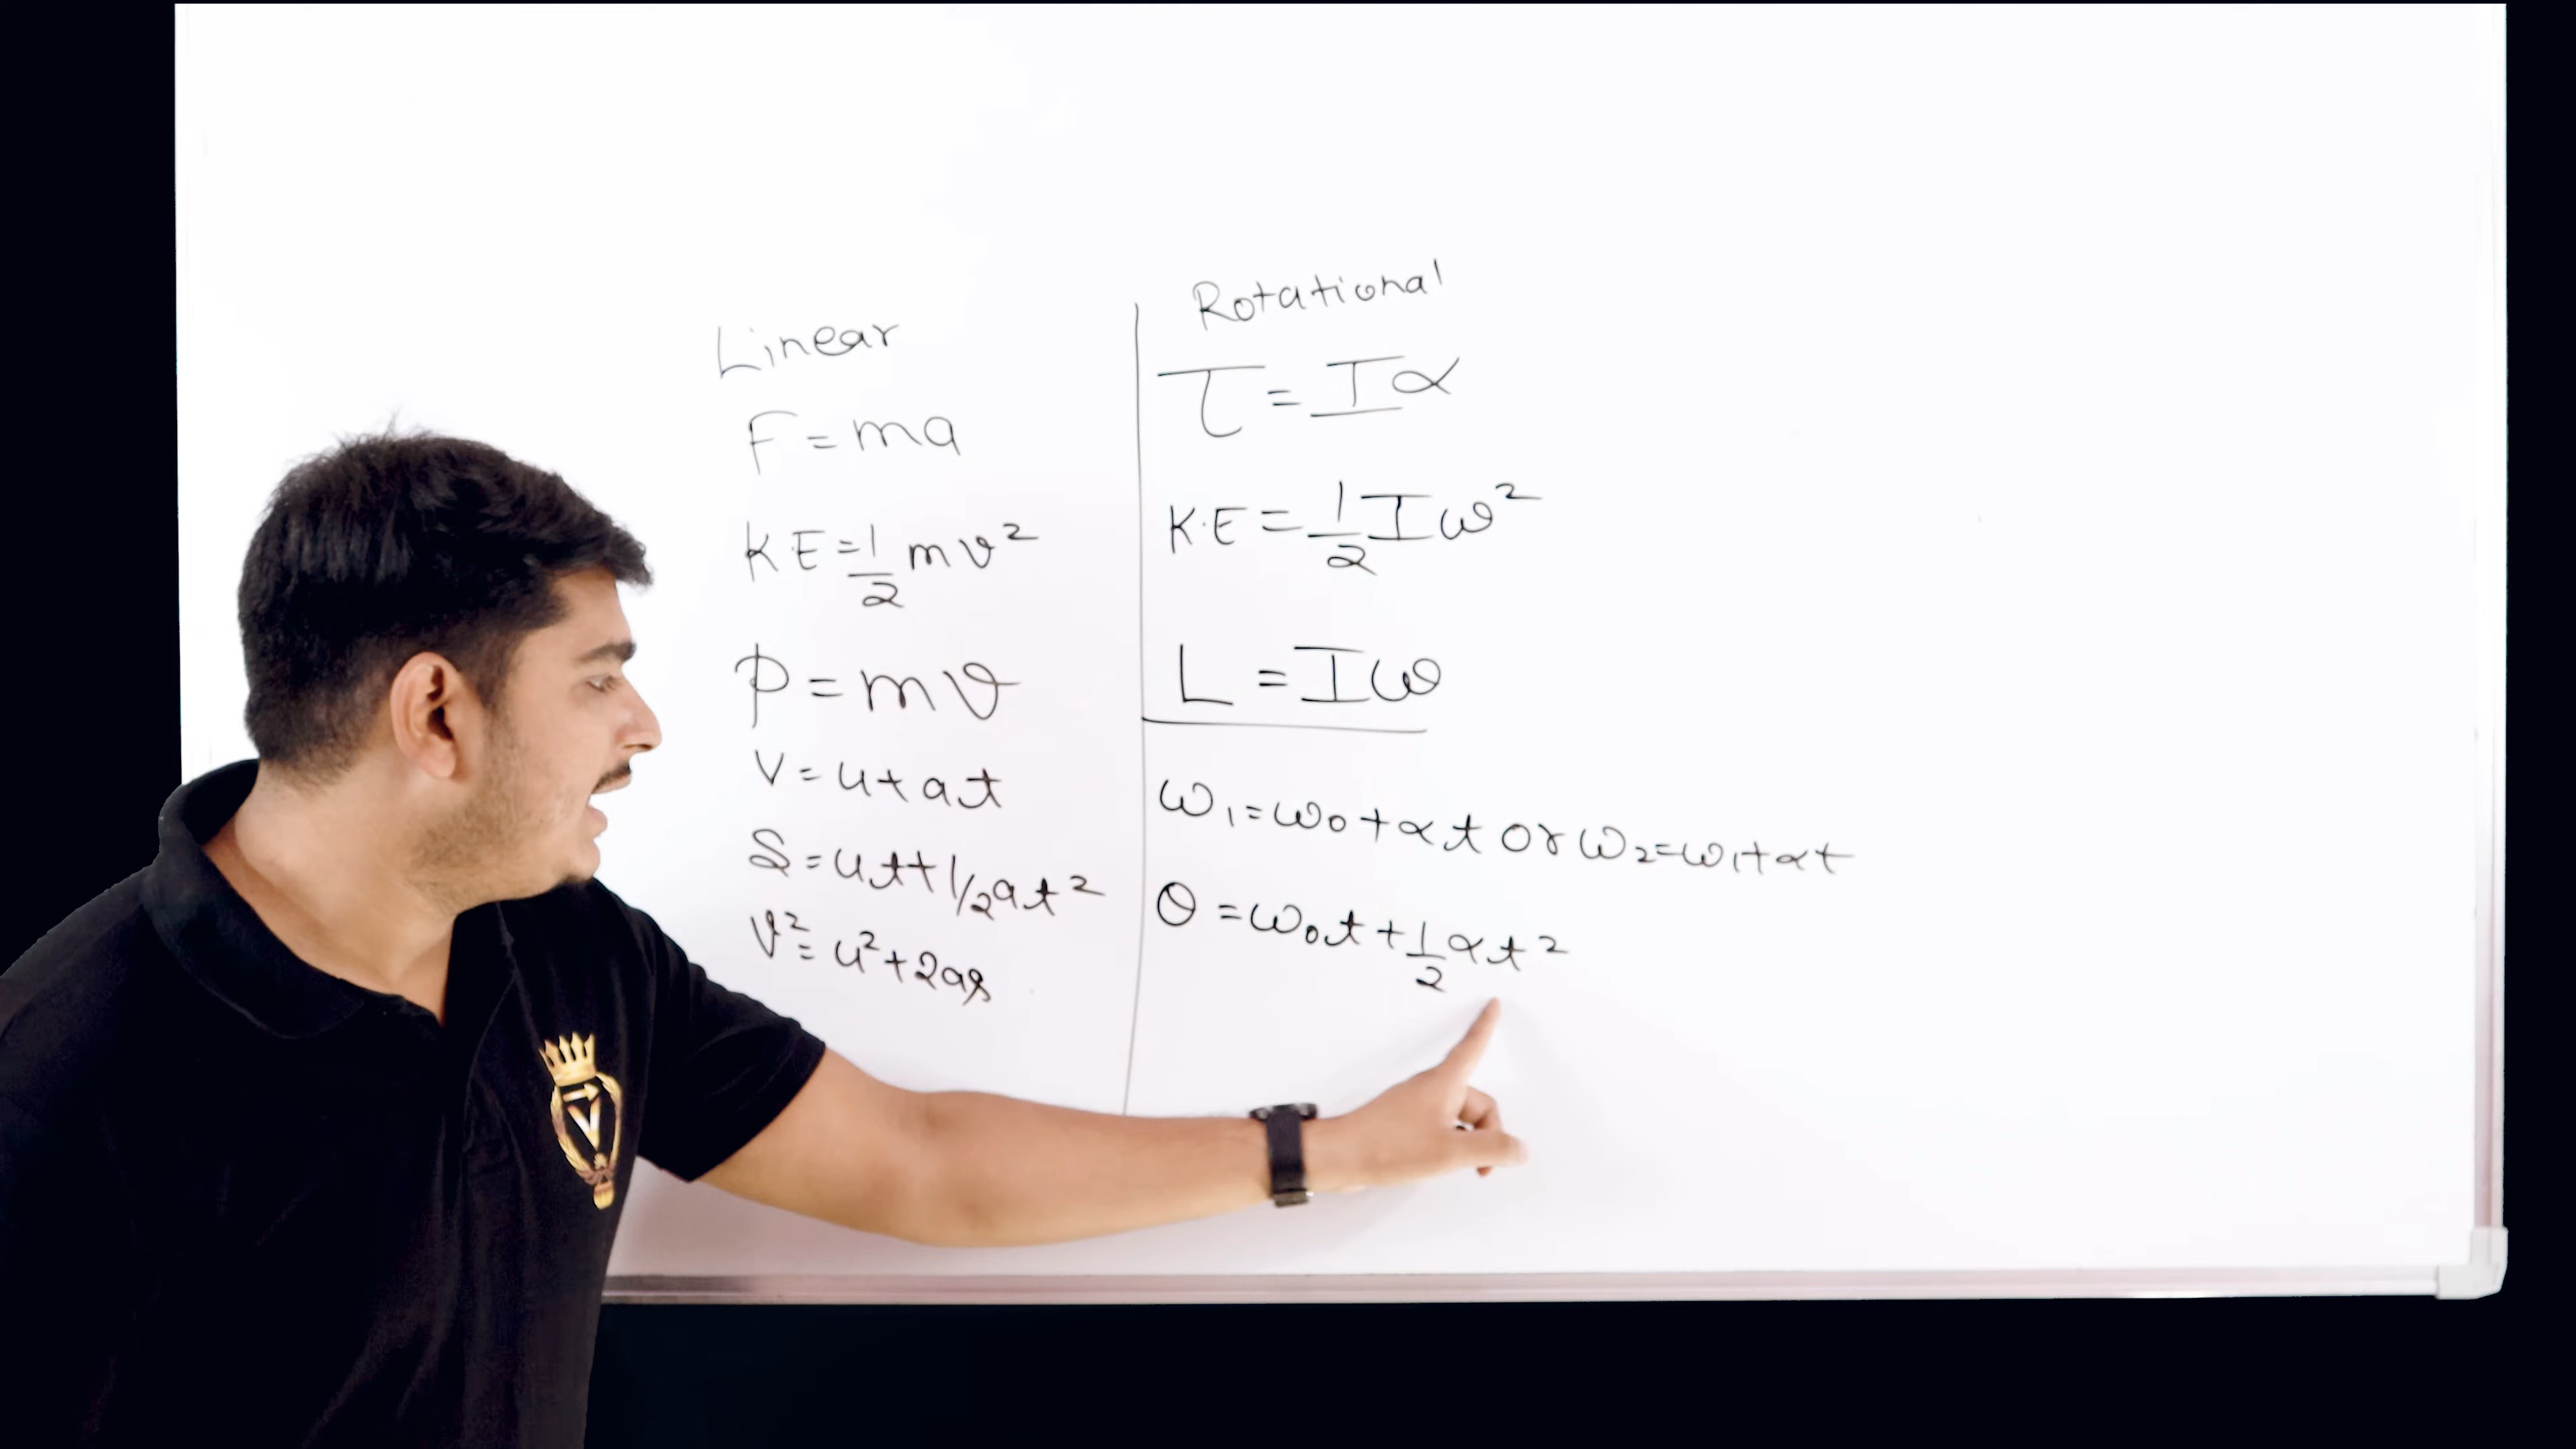 Linear
F = ma
K.E = 1/2 mv²
P = mv
V = u + at
S = ut + 1/2 at²
v² = u² + 2as
Rotational
τ = Iα
K.E = 1/2 Iω²
L = Iω
ω₁ = ω₀ + αt Or ω₂ = ω₁ + αt
θ = ω₀t + 1/2 αt²
V